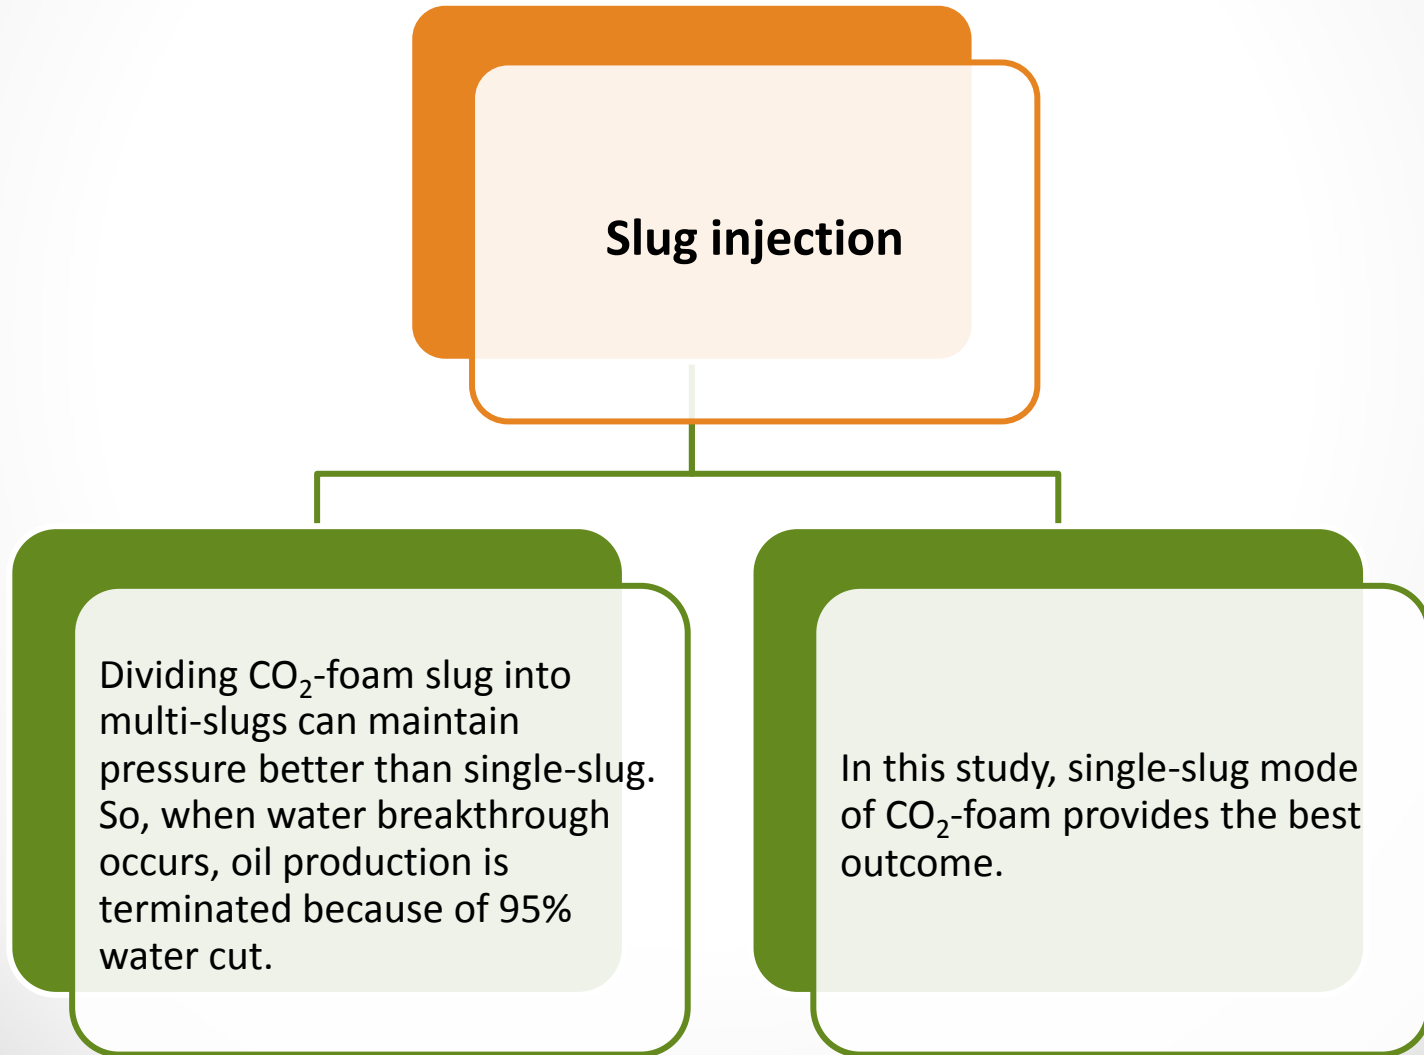 Slug injection
Dividing CO₂-foam slug into
multi-slugs can maintain
pressure better than single-slug.
So, when water breakthrough
occurs, oil production is
terminated because of 95%
water cut.
In this study, single-slug mode
of CO₂-foam provides the best
outcome.